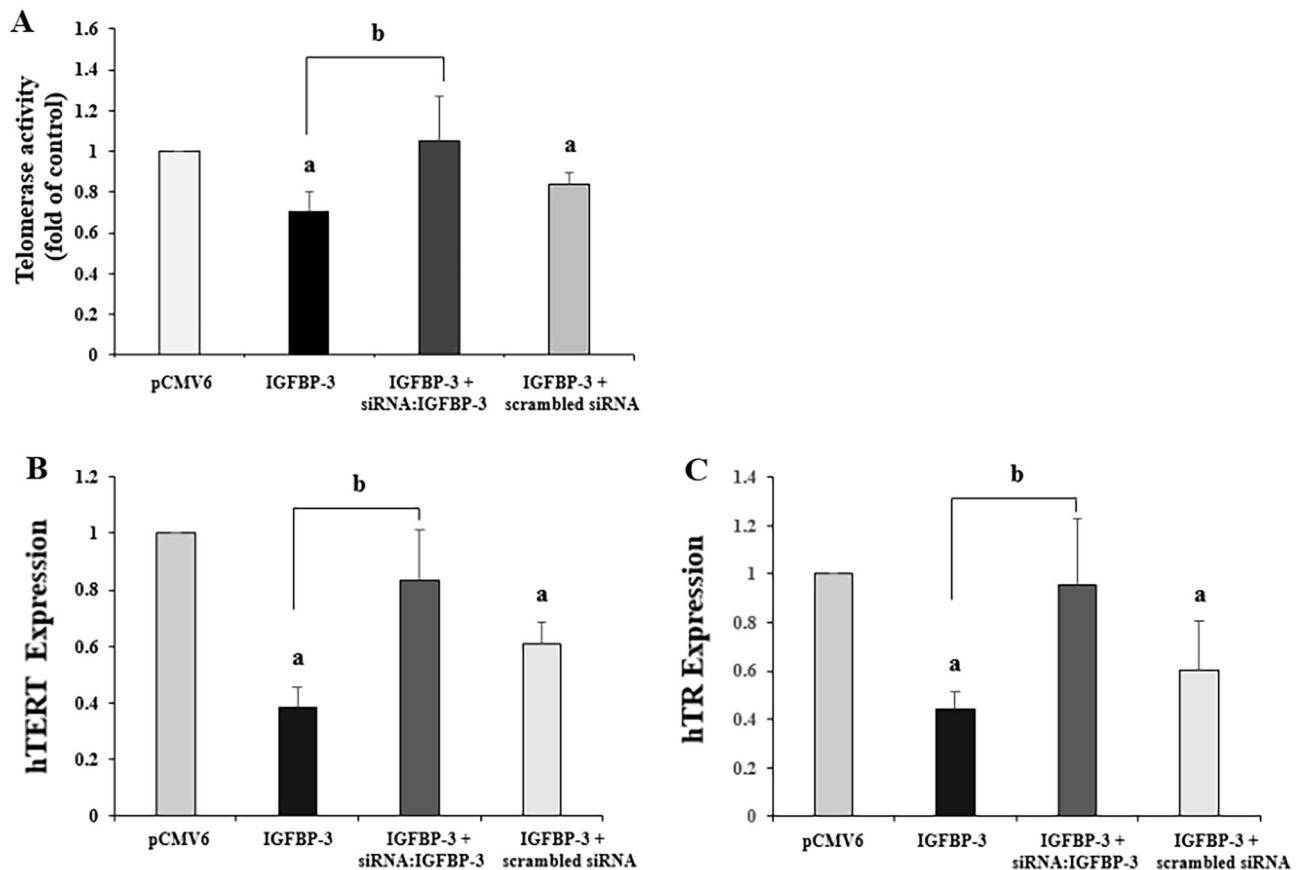 A
Telomerase activity
(fold of control)
1.6
1.4
1.2
1
0.8
0.6
0.4
0.2
0
b
a
a
pCMV6
IGFBP-3
IGFBP-3 +
siRNA:IGFBP-3
IGFBP-3 +
scrambled siRNA
B
hTERT Expression
1.2
1
0.8
0.6
0.4
0.2
0
b
a
a
pCMV6
IGFBP-3
IGFBP-3 +
siRNA:IGFBP-3
IGFBP-3 +
scrambled siRNA
C
hTR Expression
1.4
1.2
1
0.8
0.6
0.4
0.2
0
b
a
a
pCMV6
IGFBP-3
IGFBP-3 +
siRNA:IGFBP-3
IGFBP-3 +
scrambled siRNA